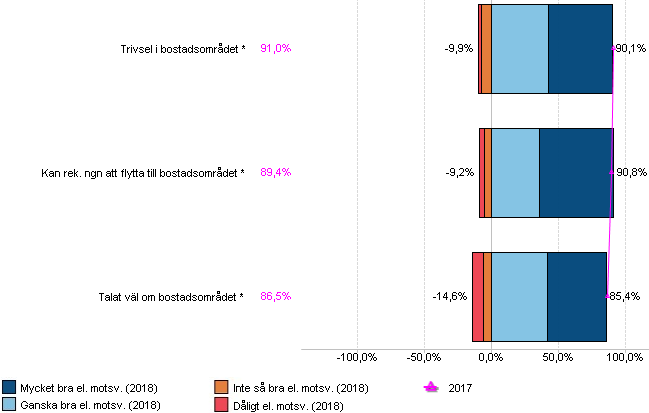 Trivsel i bostadsområdet * 91,0% -9,9% 90,1%
Kan rek. ngn att flytta till bostadsområdet * 89,4% -9,2% 90,8%
Talat väl om bostadsområdet * 86,5% -14,6% 85,4%
-100,0% -50,0% 0,0% 50,0% 100,0%
Mycket bra el. motsv. (2018) Inte så bra el. motsv. (2018) 2017
Ganska bra el. motsv. (2018) Dåligt el. motsv. (2018)